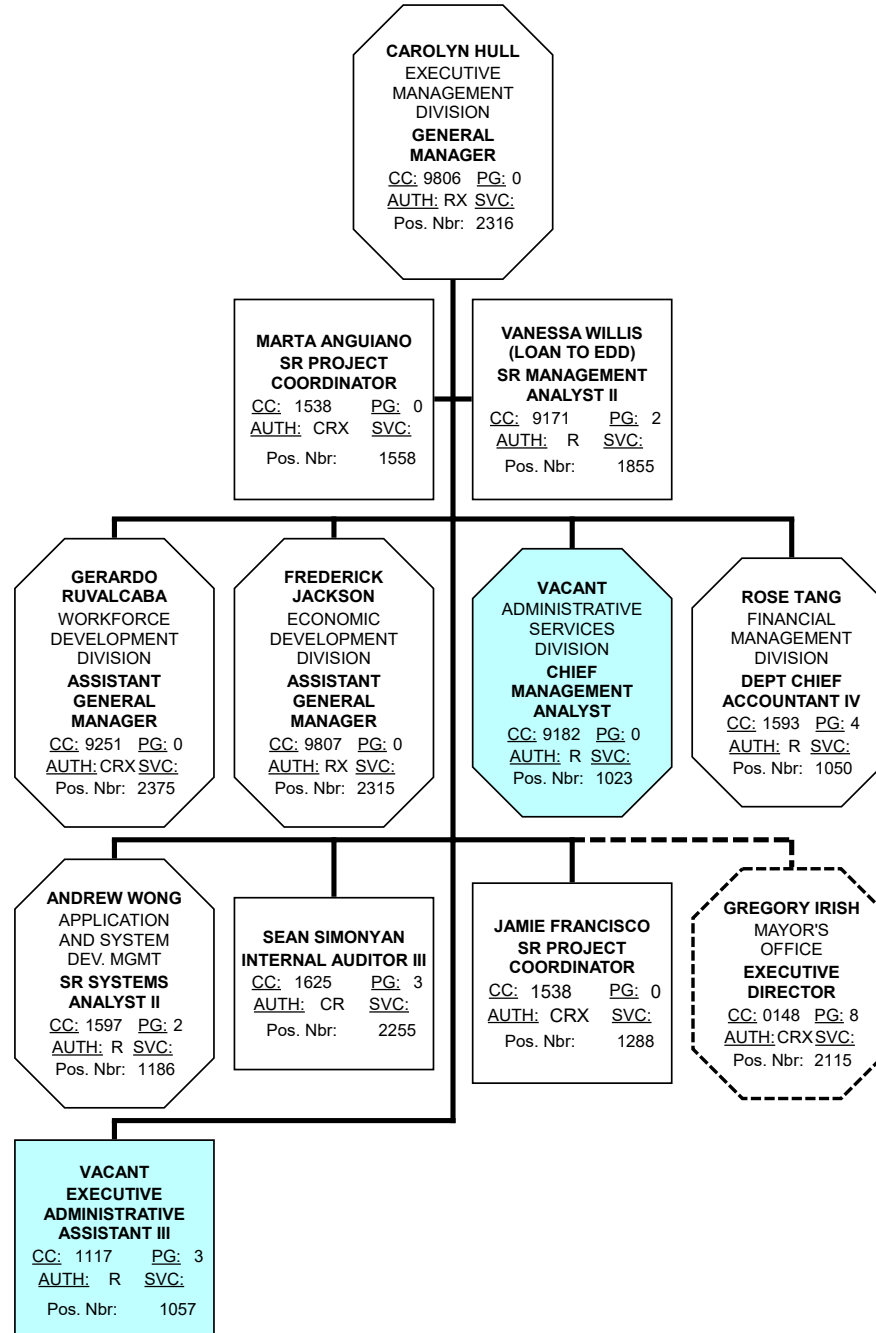 CAROLYN HULL
EXECUTIVE
MANAGEMENT
DIVISION
GENERAL
MANAGER
CC: 9806 PG: 0
AUTH: RX SVC:
Pos. Nbr: 2316
MARTA ANGUIANO
SR PROJECT
COORDINATOR
CC: 1538 PG: 0
AUTH: CRX SVC:
Pos. Nbr: 1558
VANESSA WILLIS
(LOAN TO EDD)
SR MANAGEMENT
ANALYST II
CC: 9171 PG: 2
AUTH: R SVC:
Pos. Nbr: 1855
GERARDO
RUVALCABA
WORKFORCE
DEVELOPMENT
DIVISION
ASSISTANT
GENERAL
MANAGER
CC: 9251 PG: 0
AUTH: CRX SVC:
Pos. Nbr: 2375
FREDERICK
JACKSON
ECONOMIC
DEVELOPMENT
DIVISION
ASSISTANT
GENERAL
MANAGER
CC: 9807 PG: 0
AUTH: RX SVC:
Pos. Nbr: 2315
VACANT
ADMINISTRATIVE
SERVICES
DIVISION
CHIEF
MANAGEMENT
ANALYST
CC: 9182 PG: 0
AUTH: R SVC:
Pos. Nbr: 1023
ROSE TANG
FINANCIAL
MANAGEMENT
DIVISION
DEPT CHIEF
ACCOUNTANT IV
CC: 1593 PG: 4
AUTH: R SVC:
Pos. Nbr: 1050
ANDREW WONG
APPLICATION
AND SYSTEM
DEV. MGMT
SR SYSTEMS
ANALYST II
CC: 1597 PG: 2
AUTH: R SVC:
Pos. Nbr: 1186
SEAN SIMONYAN
INTERNAL AUDITOR III
CC: 1625 PG: 3
AUTH: CR SVC:
Pos. Nbr: 2255
JAMIE FRANCISCO
SR PROJECT
COORDINATOR
CC: 1538 PG: 0
AUTH: CRX SVC:
Pos. Nbr: 1288
GREGORY IRISH
MAYOR'S
OFFICE
EXECUTIVE
DIRECTOR
CC: 0148 PG: 8
AUTH: CRX SVC:
Pos. Nbr: 2115
VACANT
EXECUTIVE
ADMINISTRATIVE
ASSISTANT III
CC: 1117 PG: 3
AUTH: R SVC:
Pos. Nbr: 1057